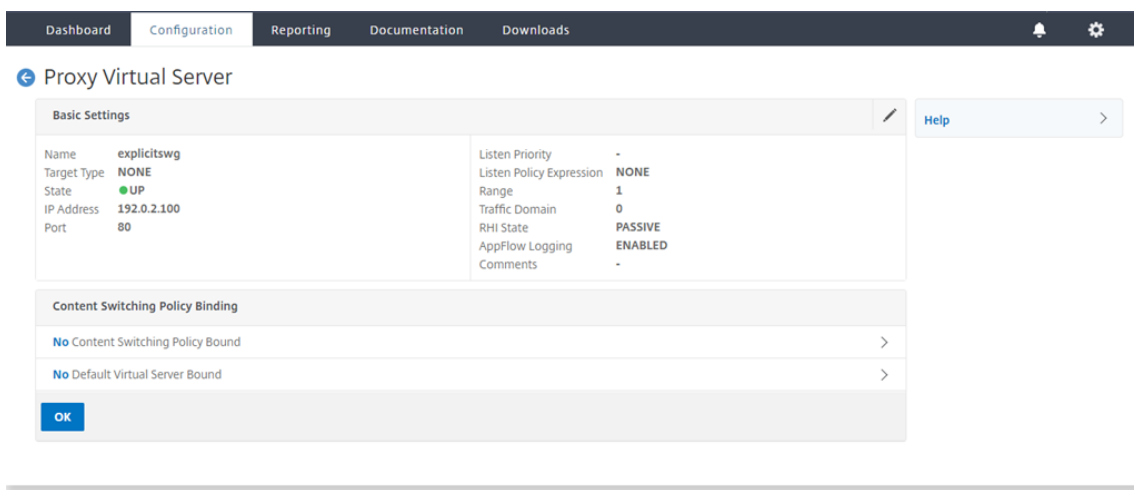 Dashboard Configuration Reporting Documentation Downloads
Proxy Virtual Server
Basic Settings
Help
Name explicitswg
Target Type NONE
State UP
IP Address 192.0.2.100
Port 80
Listen Priority -
Listen Policy Expression NONE
Range 1
Traffic Domain 0
RHI State PASSIVE
AppFlow Logging ENABLED
Comments -
Content Switching Policy Binding
No Content Switching Policy Bound
No Default Virtual Server Bound
OK